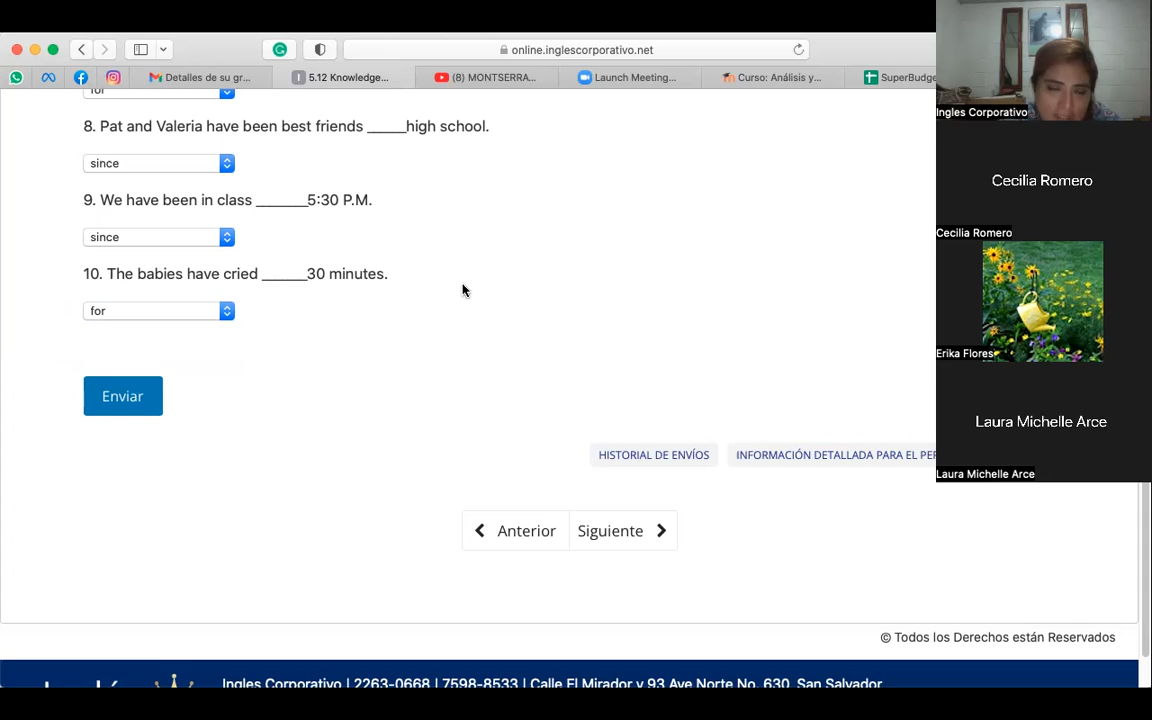 online.inglescorporativo.net
Detalles de su gr...
5.12 Knowledge...
(8) MONTSERRA...
Launch Meeting...
Curso: Análisis y...
SuperBudge
for
8. Pat and Valeria have been best friends _____high school.
since
9. We have been in class _______5:30 P.M.
since
10. The babies have cried ______30 minutes.
for
Enviar
HISTORIAL DE ENVÍOS
INFORMACIÓN DETALLADA PARA EL PER
Anterior
Siguiente
© Todos los Derechos están Reservados
Ingles Corporativo | 2263-0668 | 7598-8533 | Calle El Mirador y 93 Ave Norte No. 630, San Salvador
Ingles Corporativo
Cecilia Romero
Cecilia Romero
Erika Flores
Laura Michelle Arce
Laura Michelle Arce